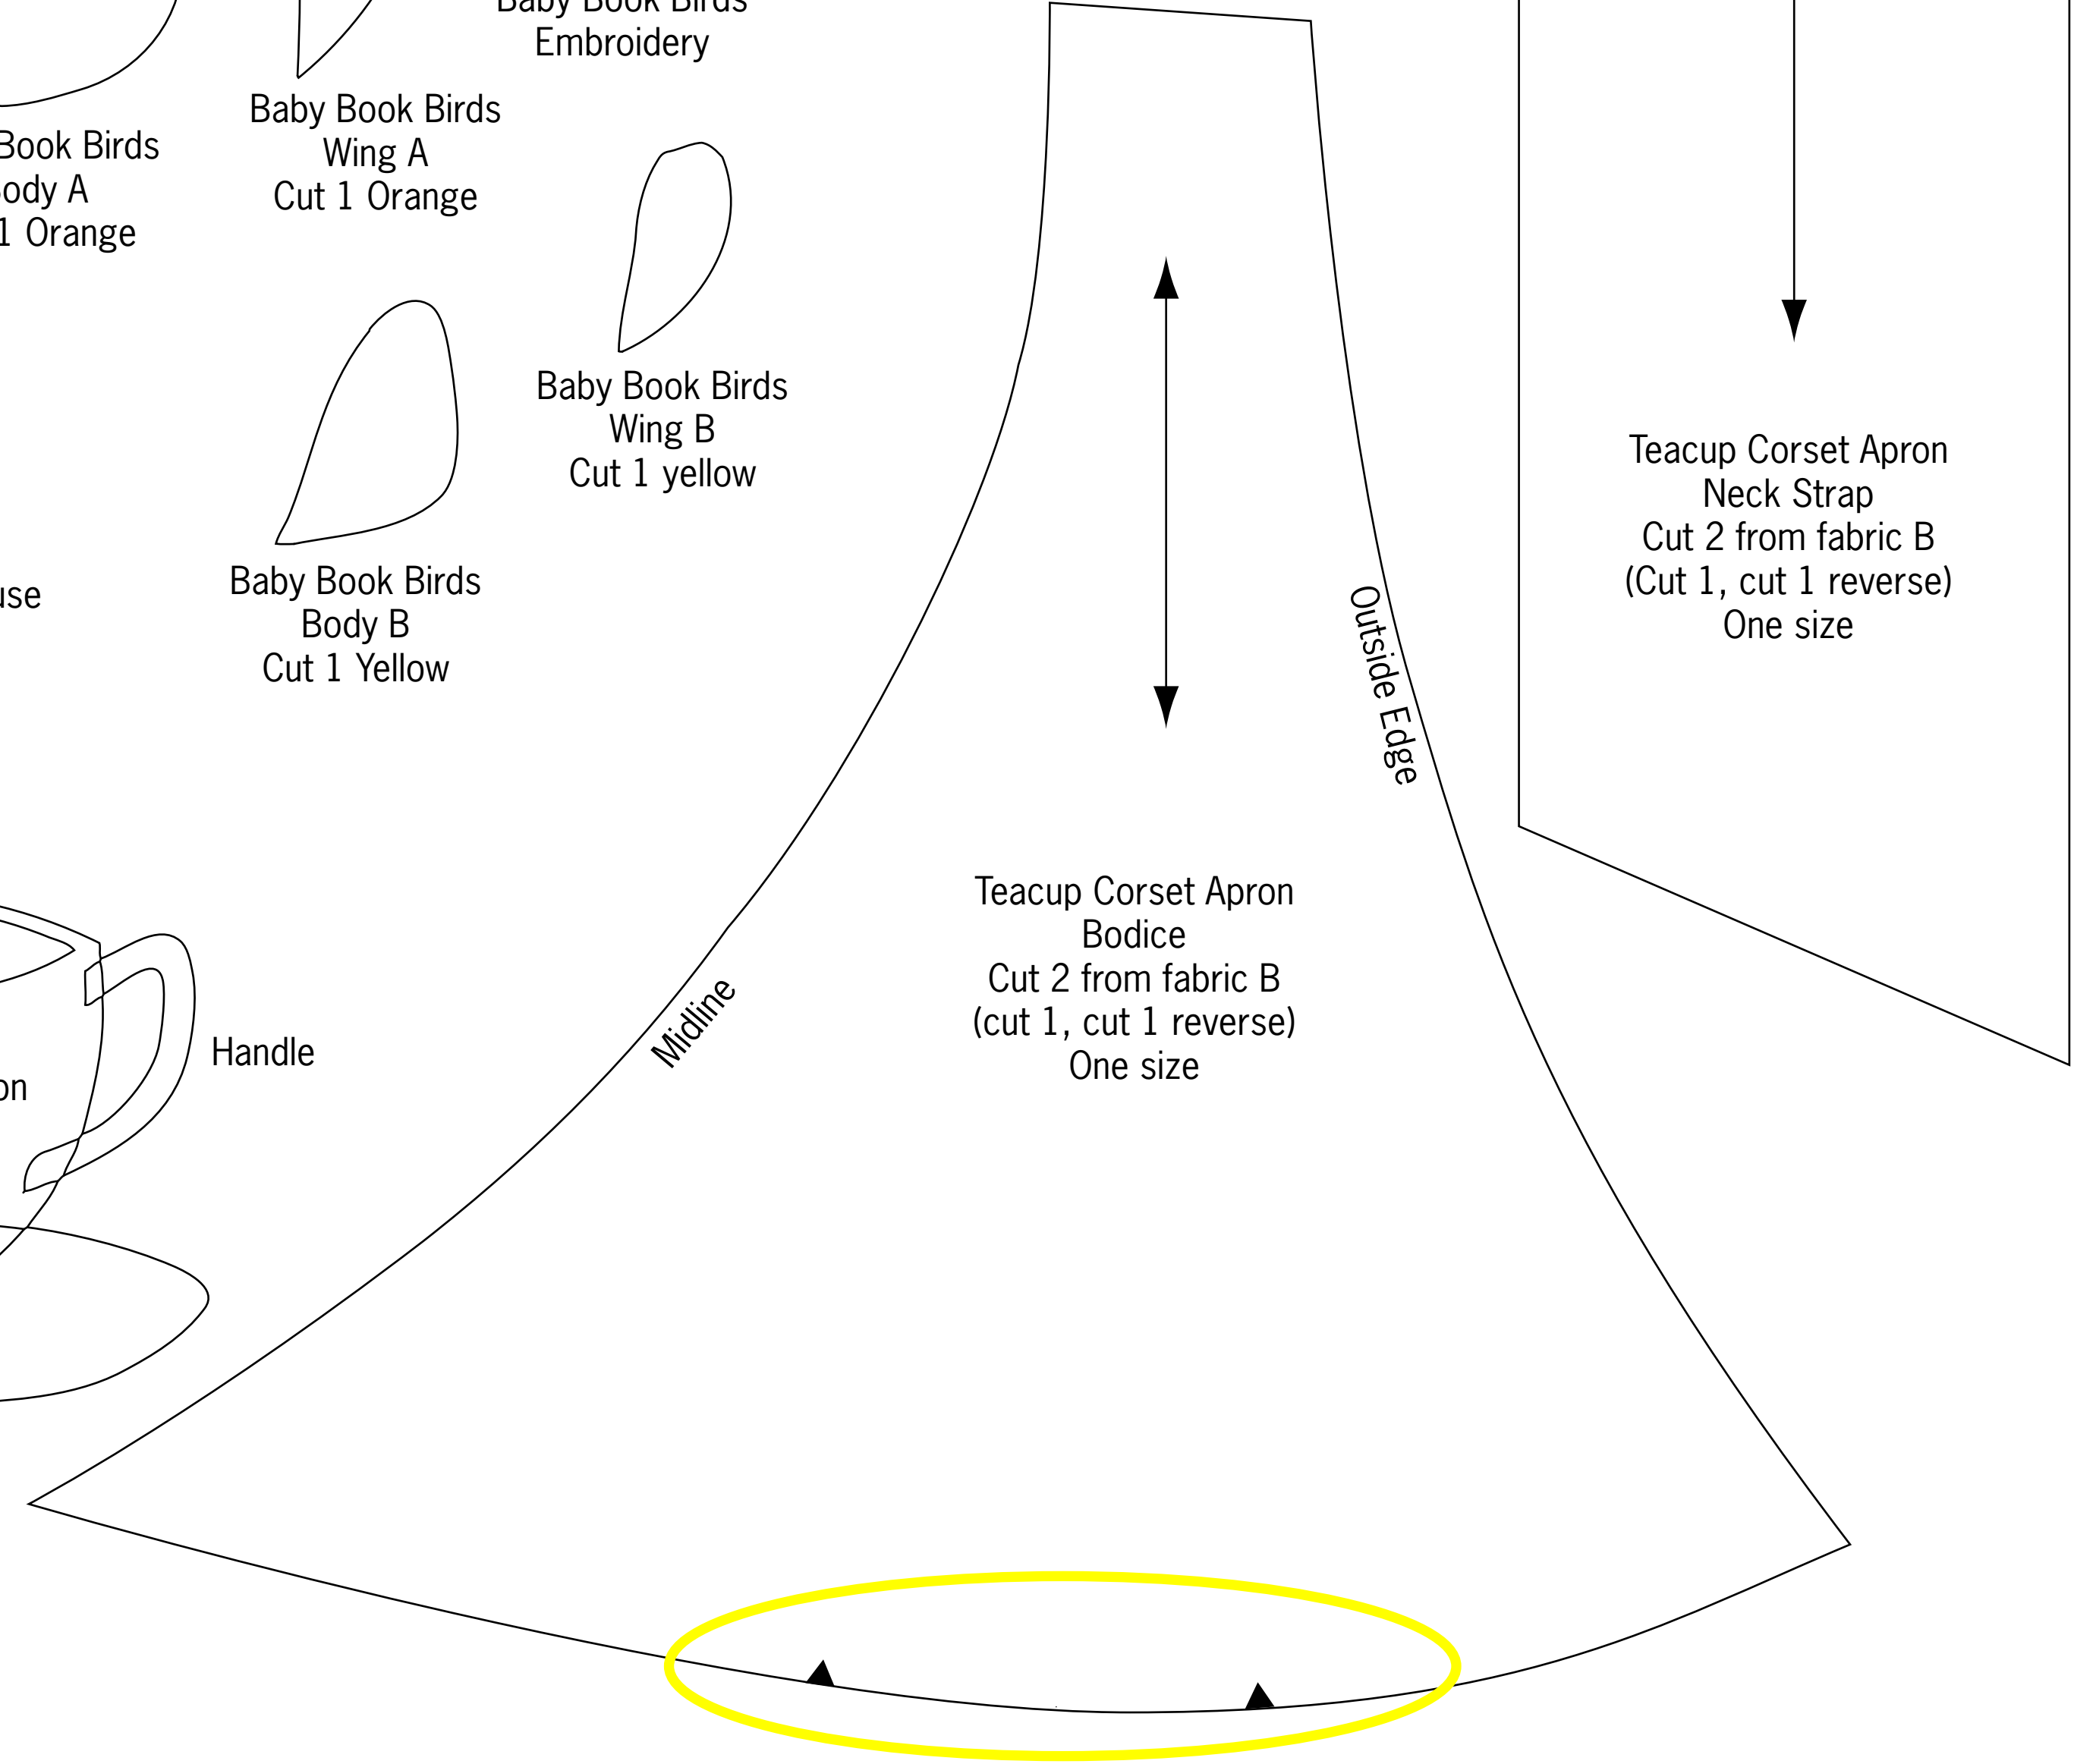 Baby Book Birds
Embroidery
Baby Book Birds
Wing A
Cut 1 Orange
Book Birds
ody A
1 Orange
Baby Book Birds
Wing B
Cut 1 yellow
Baby Book Birds
Body B
Cut 1 Yellow
use
Outside Edge
Teacup Corset Apron
Neck Strap
Cut 2 from fabric B
(Cut 1, cut 1 reverse)
One size
Teacup Corset Apron
Bodice
Cut 2 from fabric B
(cut 1, cut 1 reverse)
One size
Midline
Handle
on